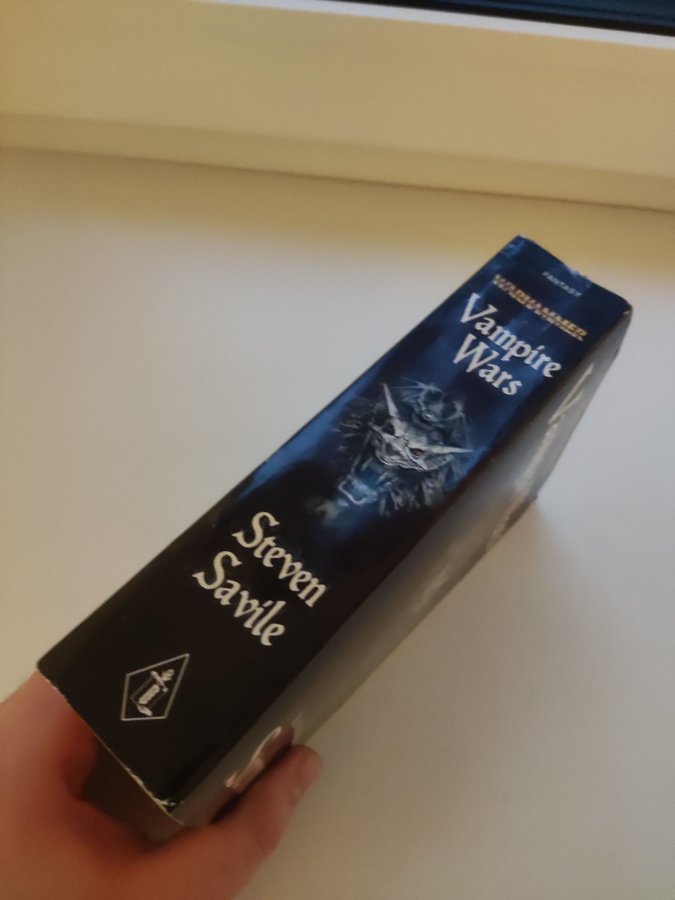 FANTASY
WARHAMMER
Vampire
Wars
Steven
Savile